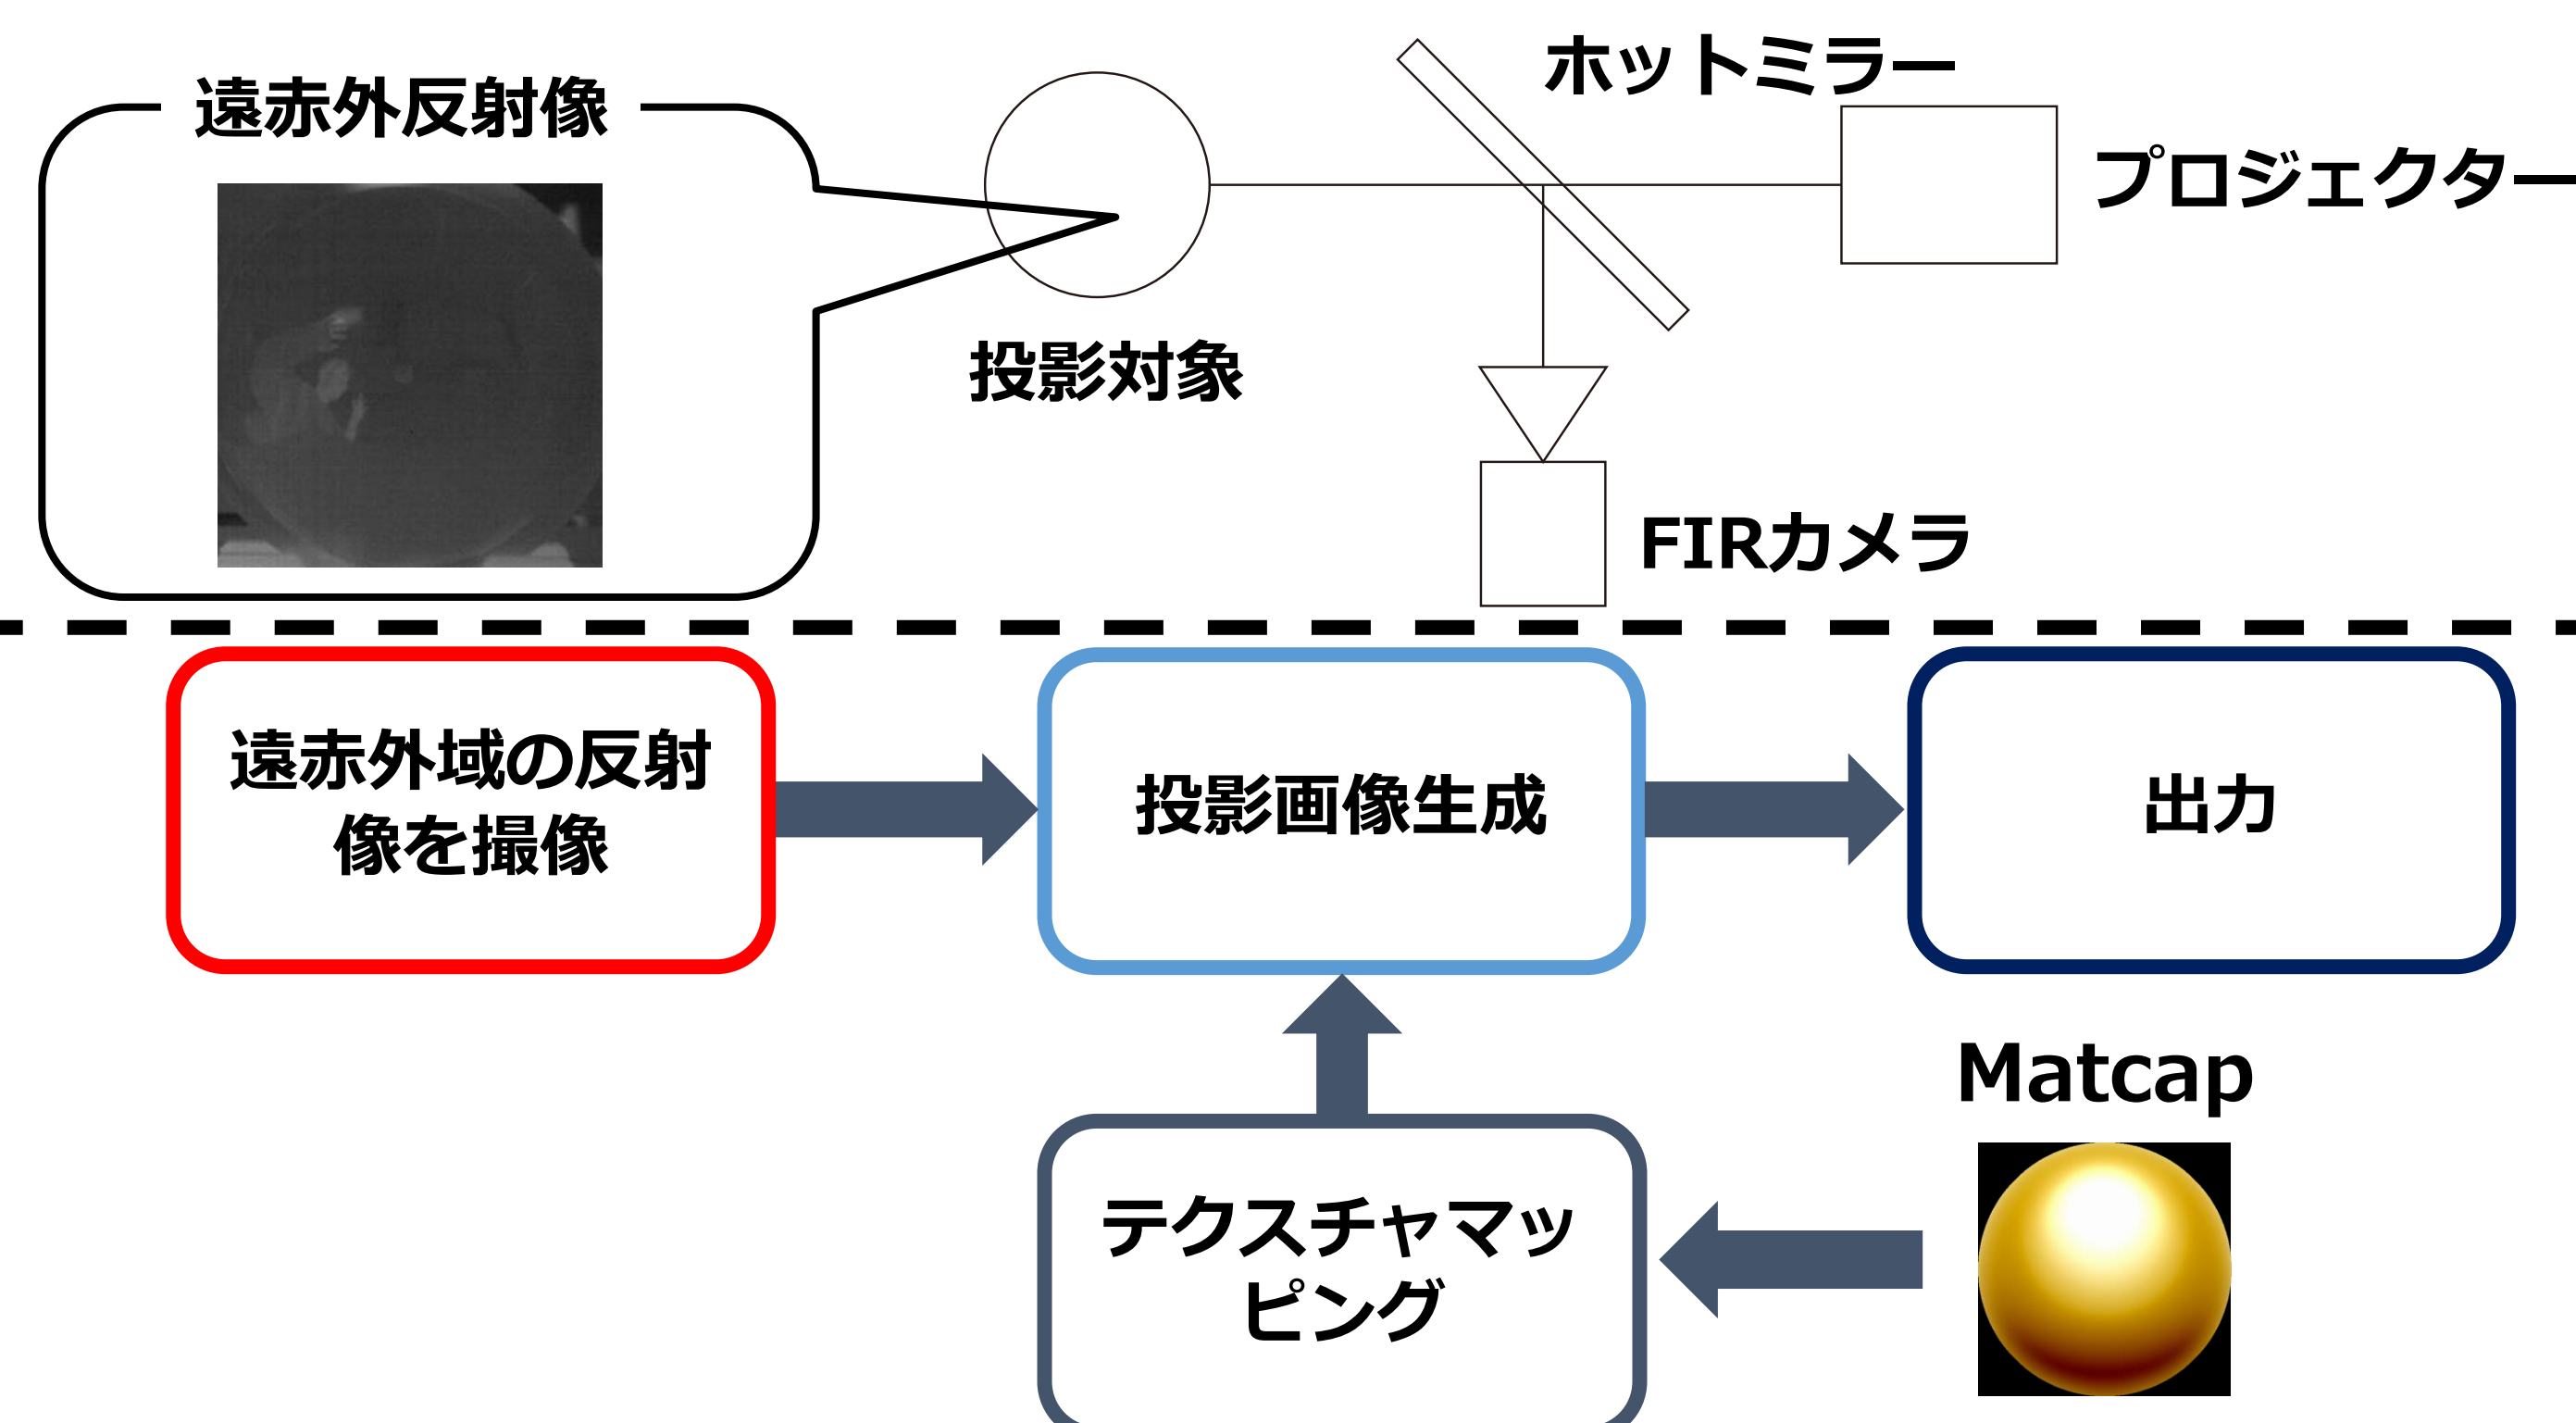 遠赤外反射像
ホットミラー
プロジェクター
投影対象
FIRカメラ
遠赤外域の反射
像を撮像
投影画像生成
出力
Matcap
テクスチャマッ
ピング